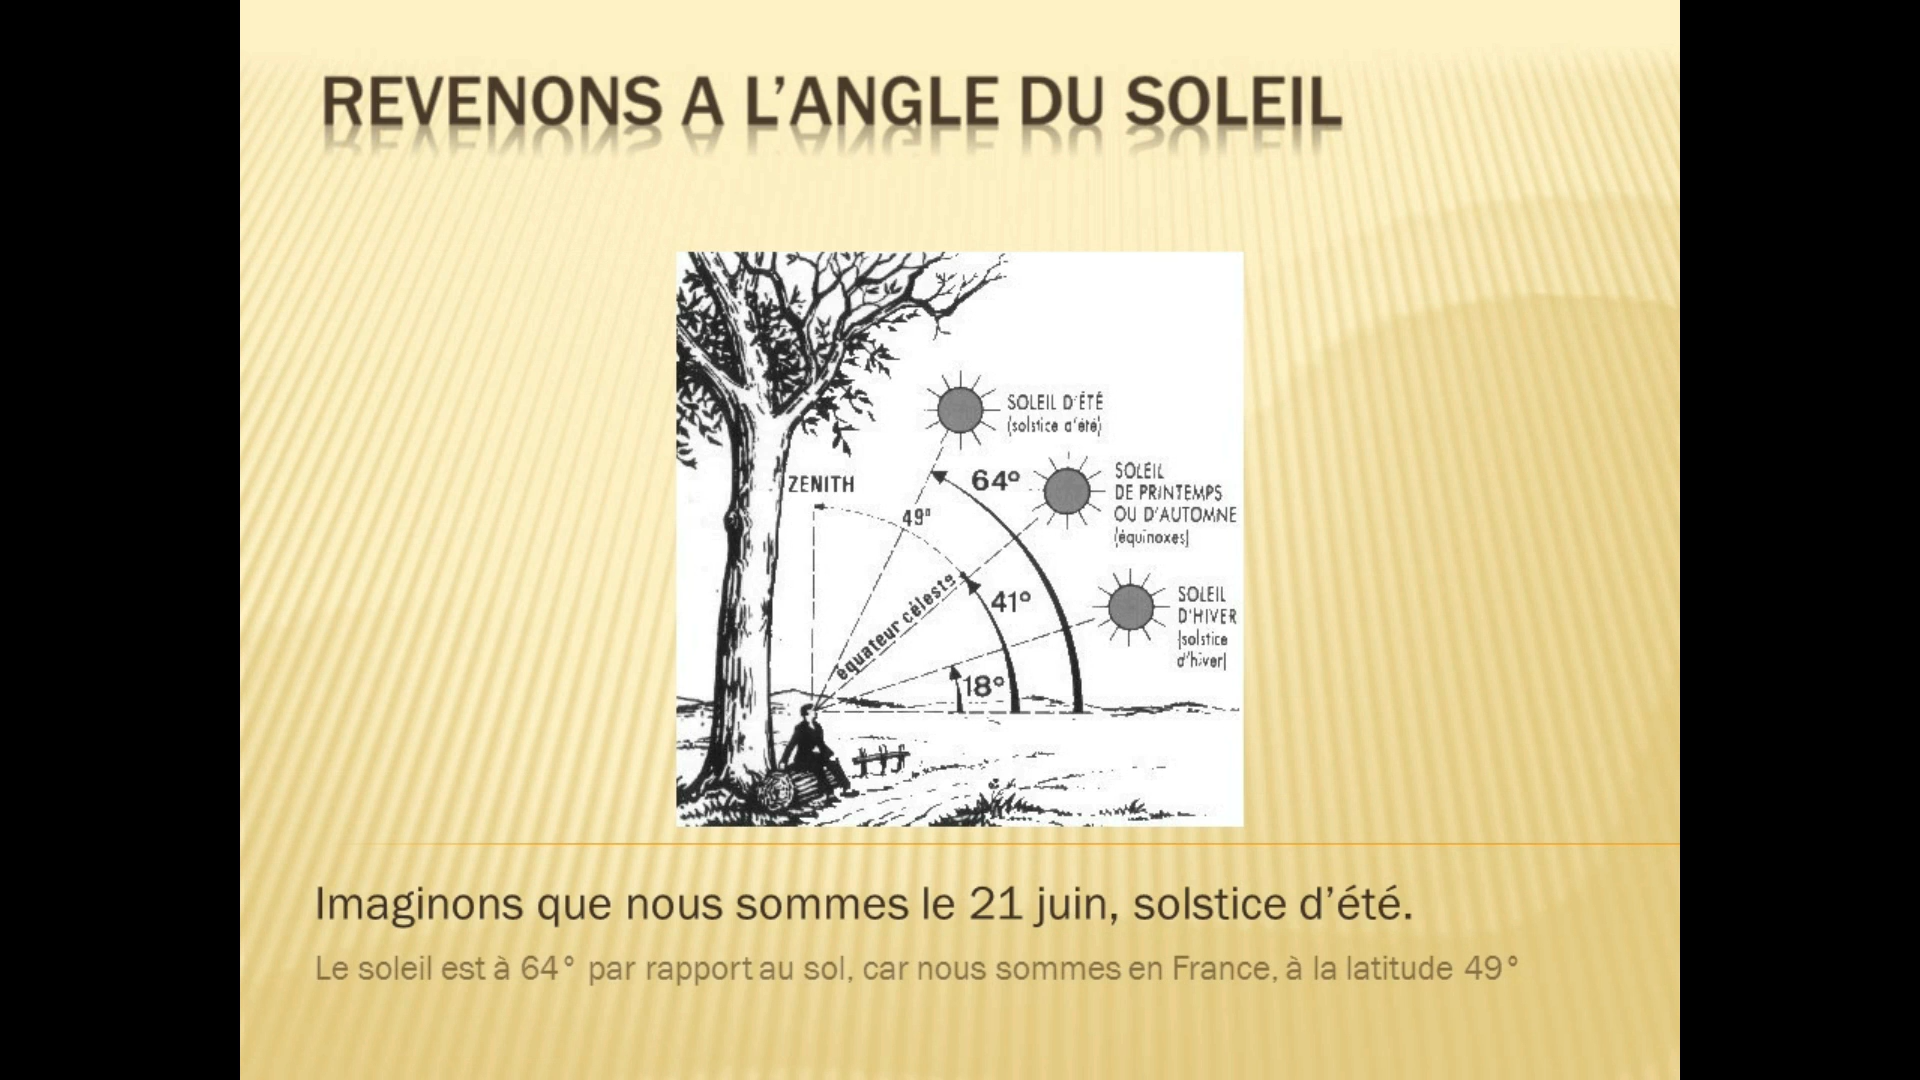 REVENONS A L’ANGLE DU SOLEIL
SOLEIL D'ÉTÉ
(solstice d'été)
64°
SOLEIL
DE PRINTEMPS
OU D'AUTOMNE
(équinoxes)
ZENITH
49°
équateur céleste
41°
SOLEIL
D'HIVER
(solstice
d'hiver)
18°
Imaginons que nous sommes le 21 juin, solstice d’été.
Le soleil est à 64° par rapport au sol, car nous sommes en France, à la latitude 49°